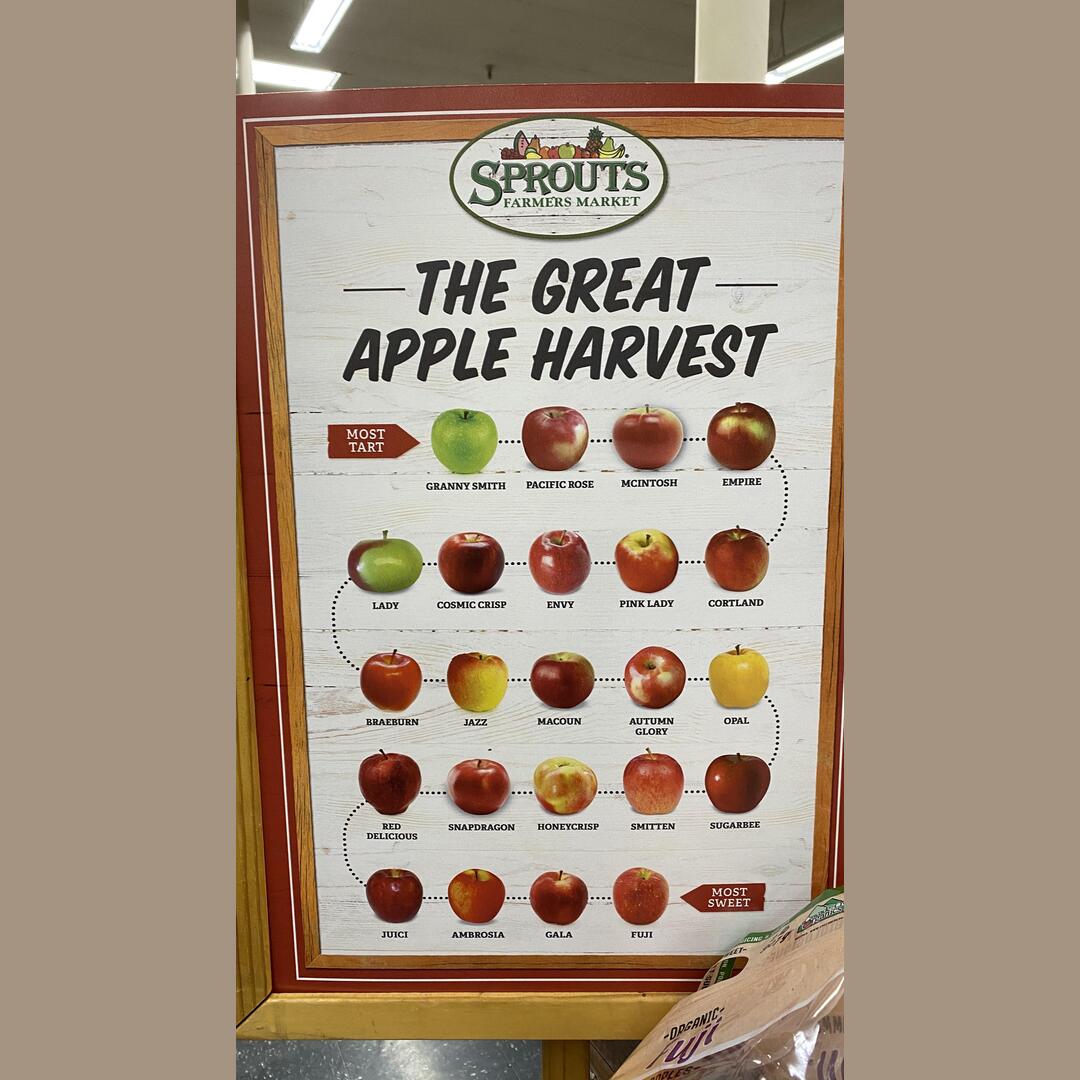 SPROUTS
FARMERS MARKET
THE GREAT
APPLE HARVEST
MOST
TART
GRANNY SMITH
PACIFIC ROSE
MCINTOSH
EMPIRE
LADY
COSMIC CRISP
ENVY
PINK LADY
CORTLAND
BRAEBURN
JAZZ
MACOUN
AUTUMN
GLORY
OPAL
RED
DELICIOUS
SNAPDRAGON
HONEYCRISP
SMITTEN
SUGARBEE
JUICI
AMBROSIA
GALA
FUJI
MOST
SWEET
-ORGANIC-
Fuji